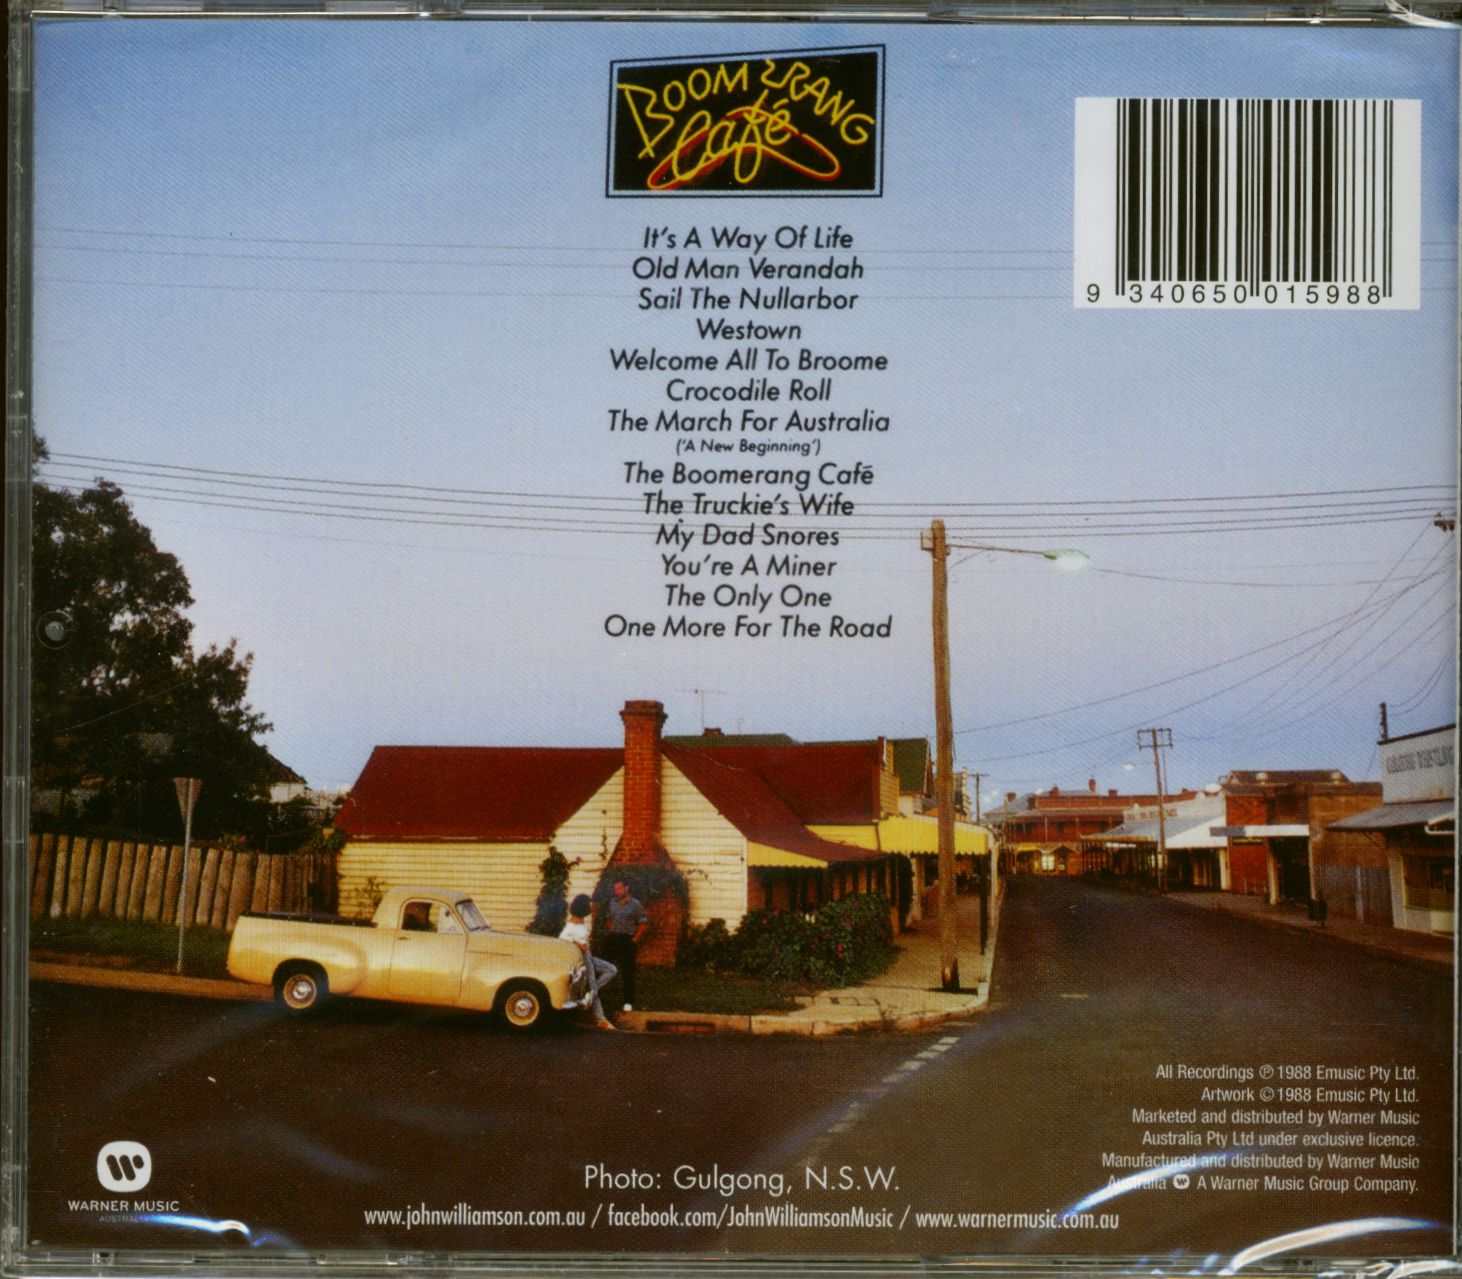 BOOMERANG
Café
It's A Way Of Life
Old Man Verandah
Sail The Nullarbor
Westown
Welcome All To Broome
Crocodile Roll
The March For Australia
('A New Beginning')
The Boomerang Café
The Truckie's Wife
My Dad Snores
You're A Miner
The Only One
One More For The Road
9 340650 015988
All Recordings ℗ 1988 Emusic Pty Ltd.
Artwork © 1988 Emusic Pty Ltd.
Marketed and distributed by Warner Music
Australia Pty Ltd under exclusive licence.
Manufactured and distributed by Warner Music
Australia A Warner Music Group Company.
WARNER MUSIC
AUSTRALIA
Photo: Gulgong, N.S.W.
www.johnwilliamson.com.au / facebook.com/JohnWilliamsonMusic / www.warnermusic.com.au